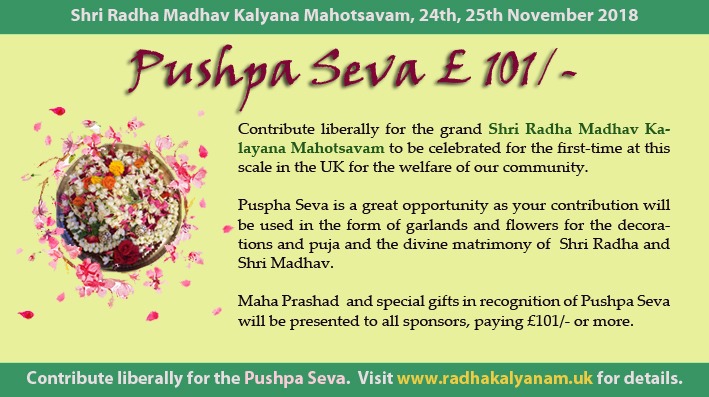 Shri Radha Madhav Kalyana Mahotsavam, 24th, 25th November 2018
Pushpa Seva £ 101/-
Contribute liberally for the grand Shri Radha Madhav Ka-
layana Mahotsavam to be celebrated for the first-time at this
scale in the UK for the welfare of our community.
Puspha Seva is a great opportunity as your contribution will
be used in the form of garlands and flowers for the decora-
tions and puja and the divine matrimony of Shri Radha and
Shri Madhav.
Maha Prashad and special gifts in recognition of Pushpa Seva
will be presented to all sponsors, paying £101/- or more.
Contribute liberally for the Pushpa Seva. Visit www.radhakalyanam.uk for details.